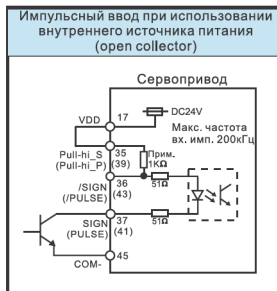 Импульсный ввод при использовании
внутреннего источника питания
(open collector)
Сервопривод
VDD
17
DC24V
Макс. частота
вх. имп. 200кГц
Pull-hi_S
(Pull-hi_P)
35
(39)
Прим.
1KΩ
/SIGN
(/PULSE)
36
(43)
51Ω
SIGN
(PULSE)
37
(41)
51Ω
COM-
45